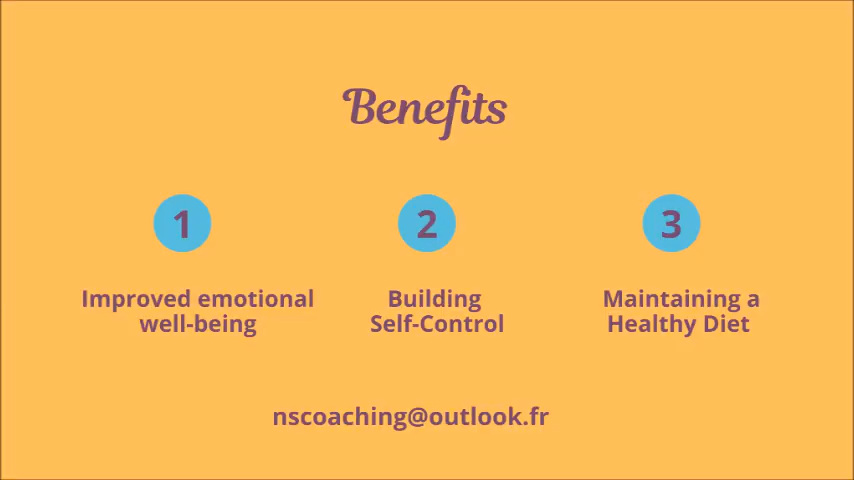 Benefits
1
2
3
Improved emotional
well-being
Building
Self-Control
Maintaining a
Healthy Diet
nscoaching@outlook.fr